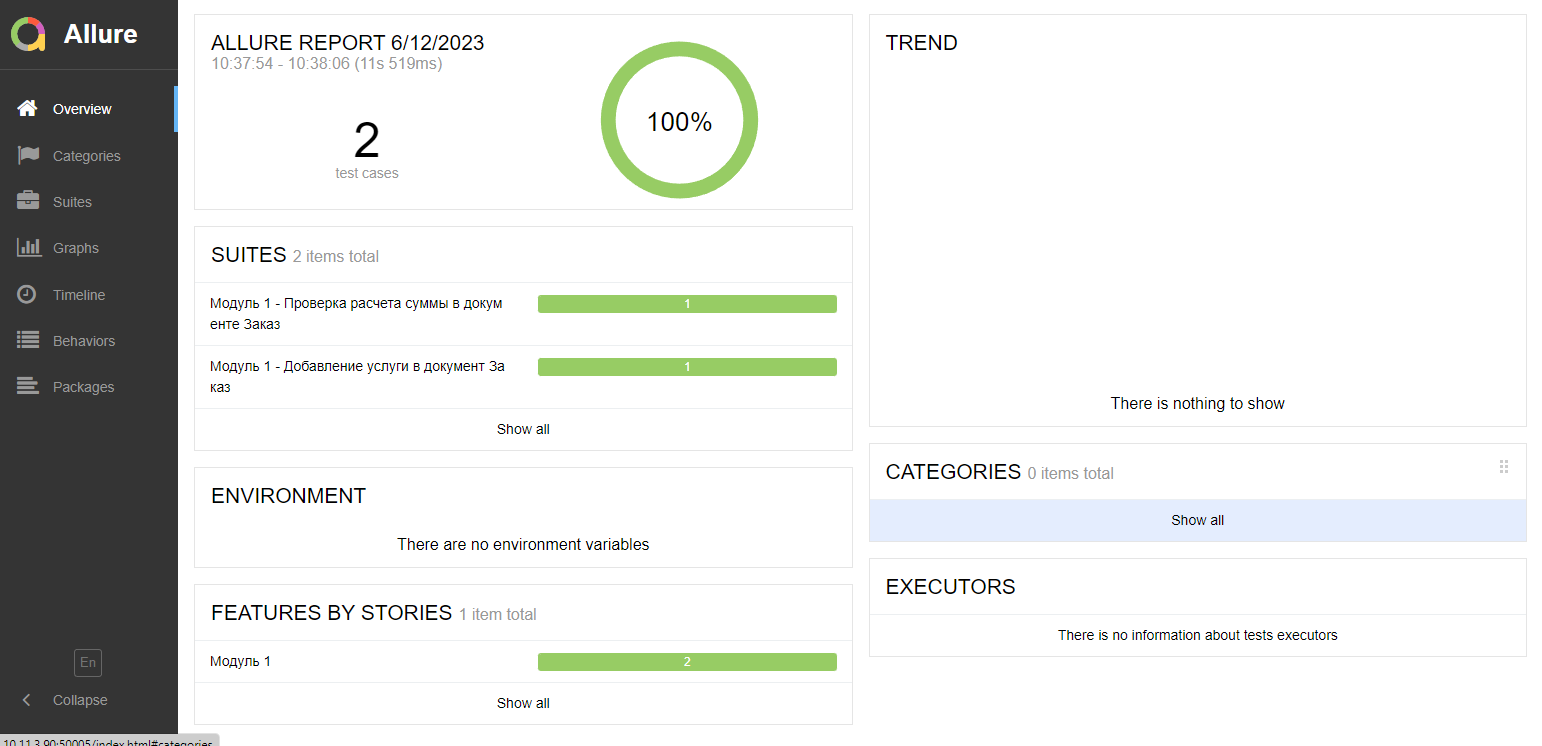 Allure
Overview
Categories
Suites
Graphs
Timeline
Behaviors
Packages
En
Collapse
10.11.3.90:50005/index.html#categories
ALLURE REPORT 6/12/2023
10:37:54 - 10:38:06 (11s 519ms)
2
test cases
100%
SUITES 2 items total
Модуль 1 - Проверка расчета суммы в докум
енте Заказ
1
Модуль 1 - Добавление услуги в документ За
каз
1
Show all
ENVIRONMENT
There are no environment variables
FEATURES BY STORIES 1 item total
Модуль 1
2
Show all
TREND
There is nothing to show
CATEGORIES 0 items total
Show all
EXECUTORS
There is no information about tests executors